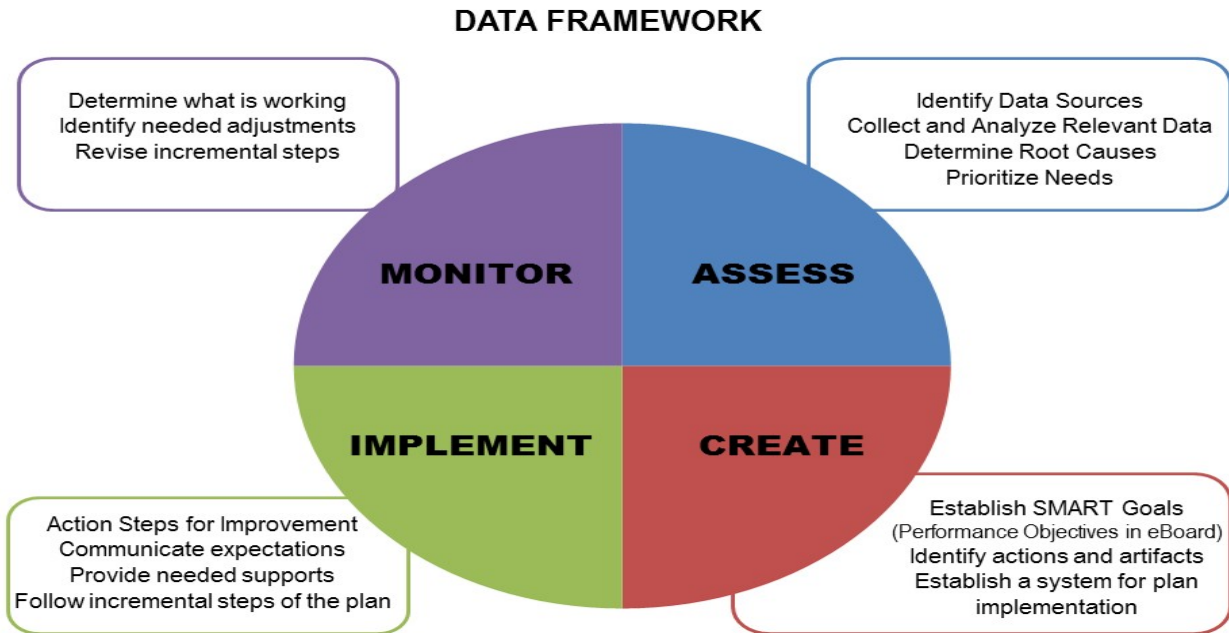 DATA FRAMEWORK
Determine what is working
Identify needed adjustments
Revise incremental steps
Identify Data Sources
Collect and Analyze Relevant Data
Determine Root Causes
Prioritize Needs
MONITOR
ASSESS
IMPLEMENT
CREATE
Action Steps for Improvement
Communicate expectations
Provide needed supports
Follow incremental steps of the plan
Establish SMART Goals
(Performance Objectives in eBoard)
Identify actions and artifacts
Establish a system for plan
implementation